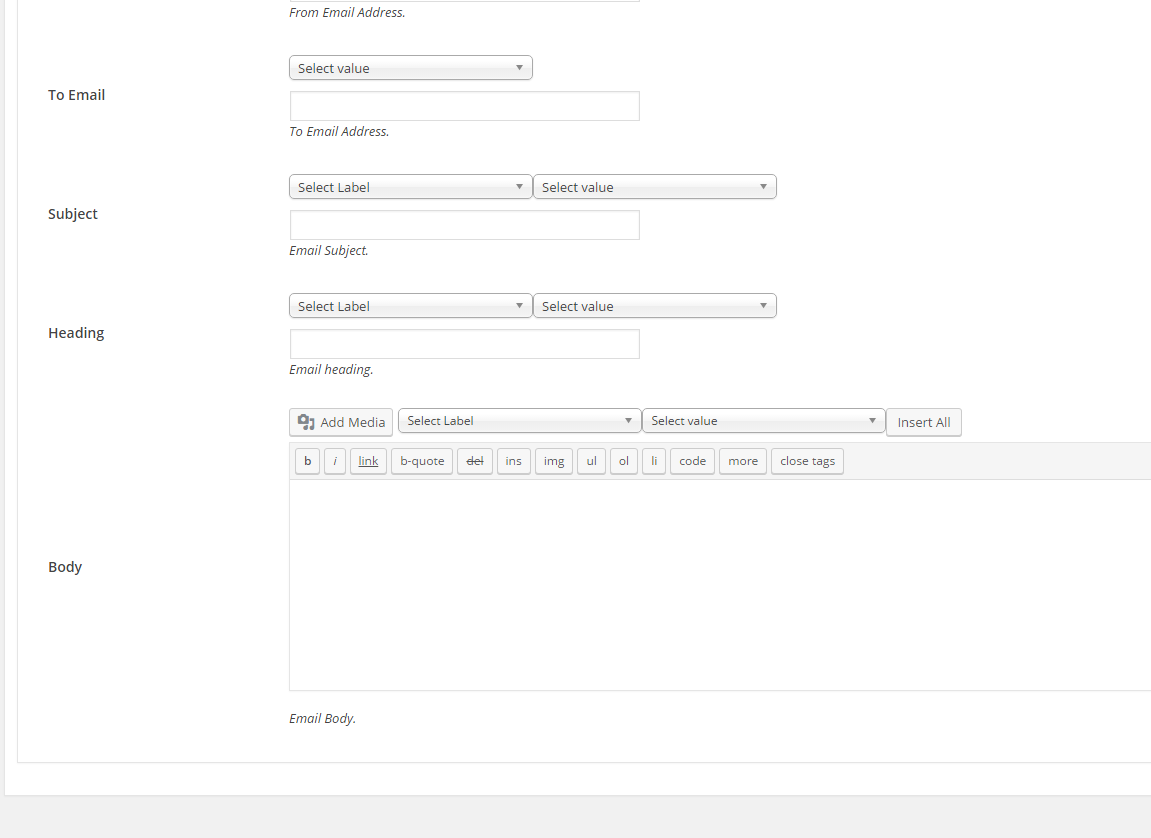 From Email Address.
Select value
To Email
To Email Address.
Select Label Select value
Subject
Email Subject.
Select Label Select value
Heading
Email heading.
Add Media Select Label Select value Insert All
b i link b-quote del ins img ul ol li code more close tags
Body
Email Body.